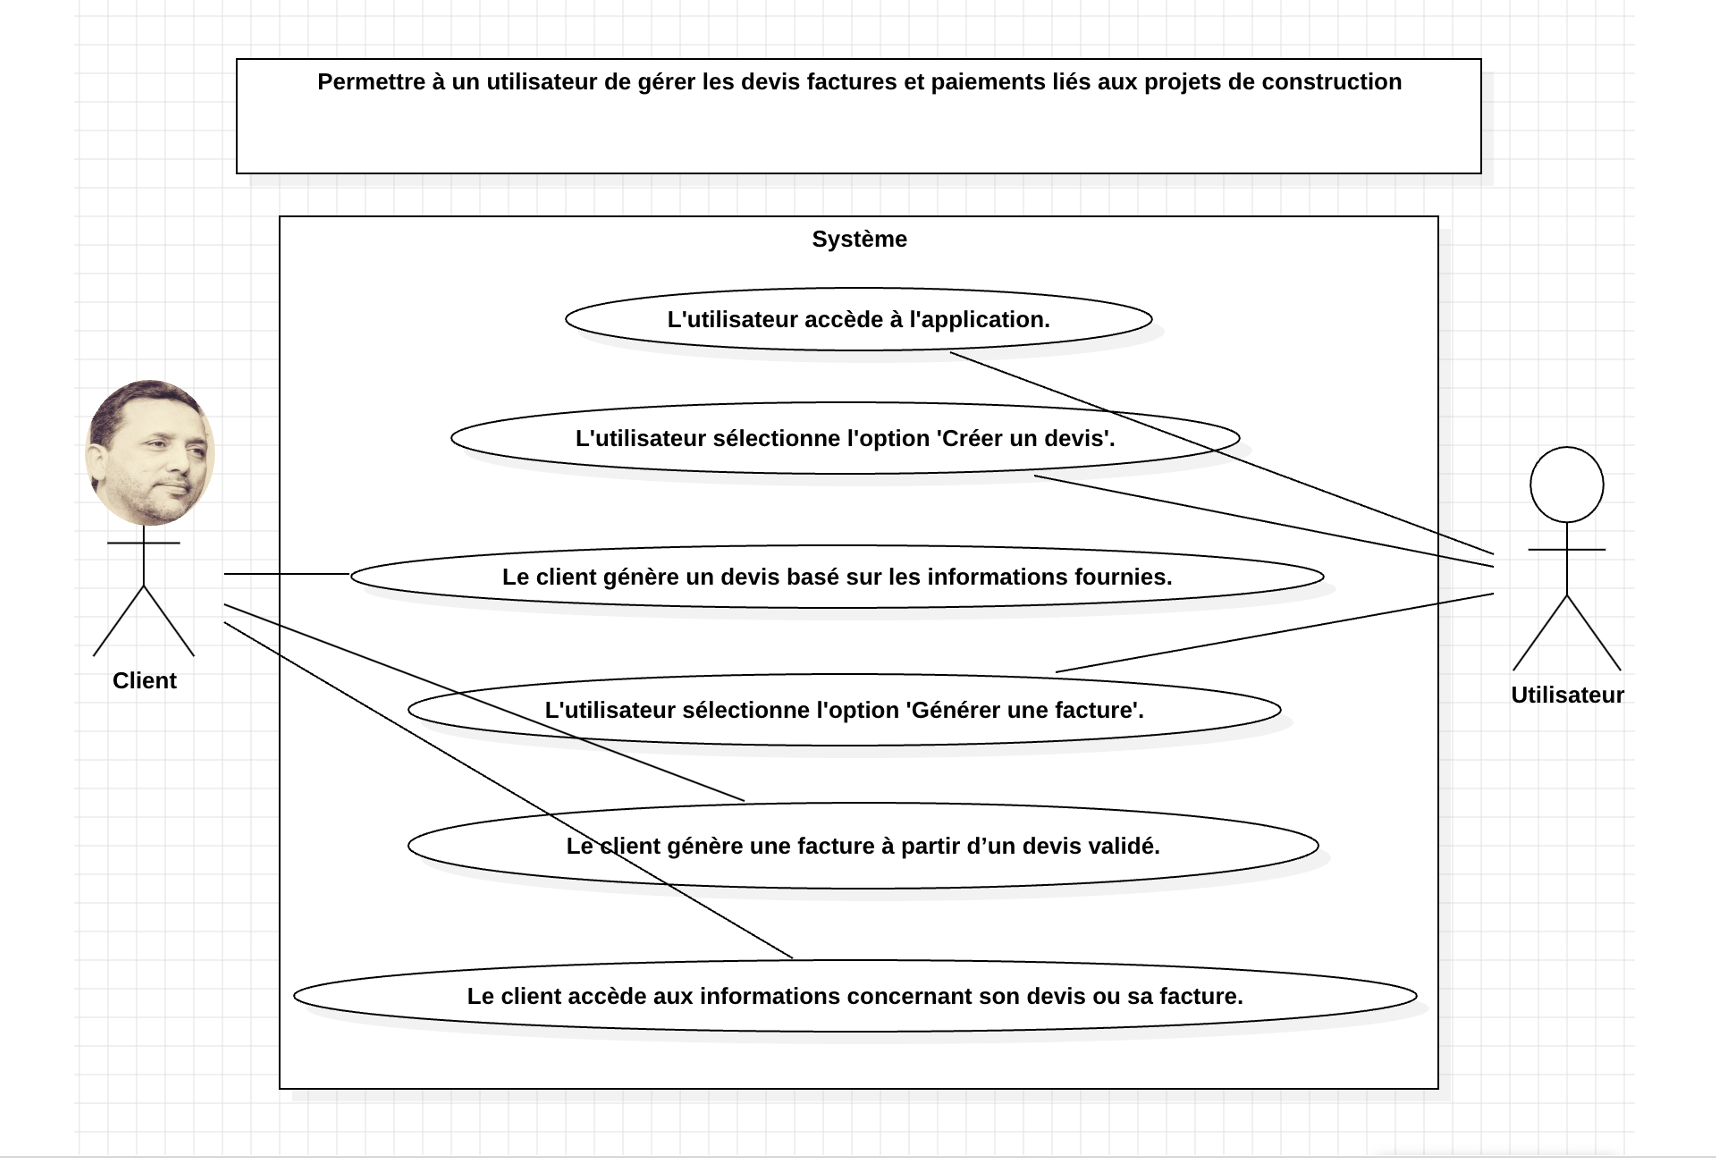 Permettre à un utilisateur de gérer les devis factures et paiements liés aux projets de construction
Système
L'utilisateur accède à l'application.
L'utilisateur sélectionne l'option 'Créer un devis'.
Le client génère un devis basé sur les informations fournies.
Client
Utilisateur
L'utilisateur sélectionne l'option 'Générer une facture'.
Le client génère une facture à partir d’un devis validé.
Le client accède aux informations concernant son devis ou sa facture.